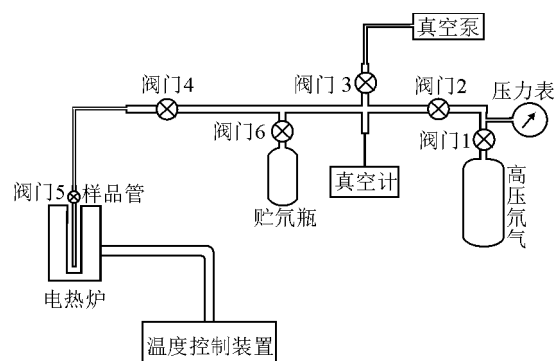 真空泵
阀门4
阀门 3
阀门2
压力表
阀门6
阀门1
真空计
贮氘瓶
高压氘气
阀门5
样品管
电热炉
温度控制装置